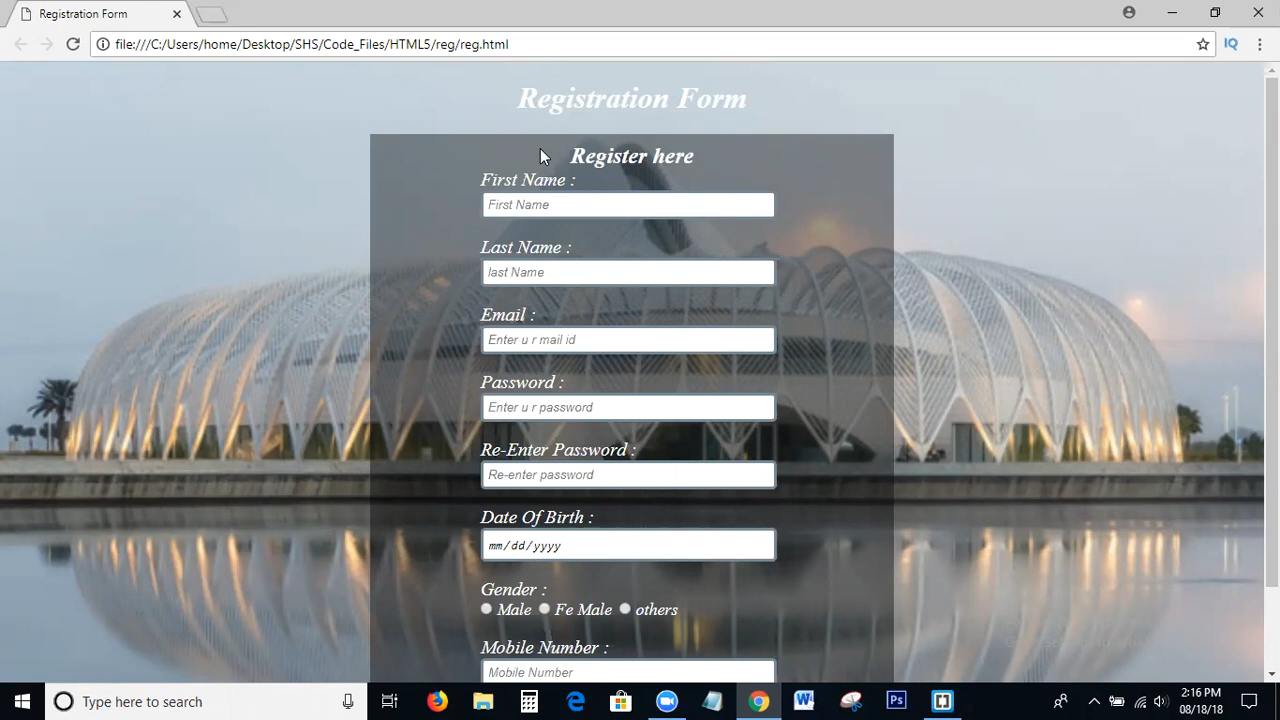 Registration Form
file:///C:/Users/home/Desktop/SHS/Code_Files/HTML5/reg/reg.html
IQ
Registration Form
Register here
First Name :
First Name
Last Name :
last Name
Email :
Enter u r mail id
Password :
Enter u r password
Re-Enter Password :
Re-enter password
Date Of Birth :
mm/dd/yyyy
Gender :
Male Fe Male others
Mobile Number :
Mobile Number
Type here to search
W
Ps
2:16 PM
08/18/18